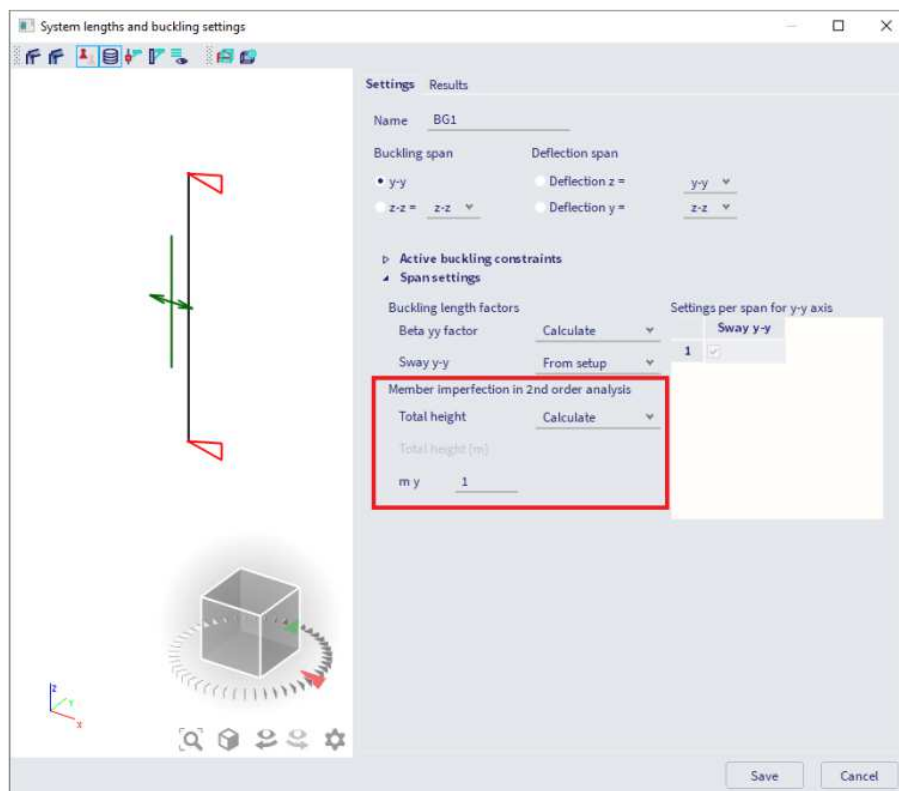 System lengths and buckling settings
Settings Results
Name BG1
Buckling span Deflection span
y-y Deflection z = y-y
z-z = z-z Deflection y = z-z
Active buckling constraints
Span settings
Buckling length factors Settings per span for y-y axis
Beta yy factor Calculate Sway y-y
1
Sway y-y From setup
Member imperfection in 2nd order analysis
Total height Calculate
Total height [m]
m y 1
z
Y
x
Save Cancel